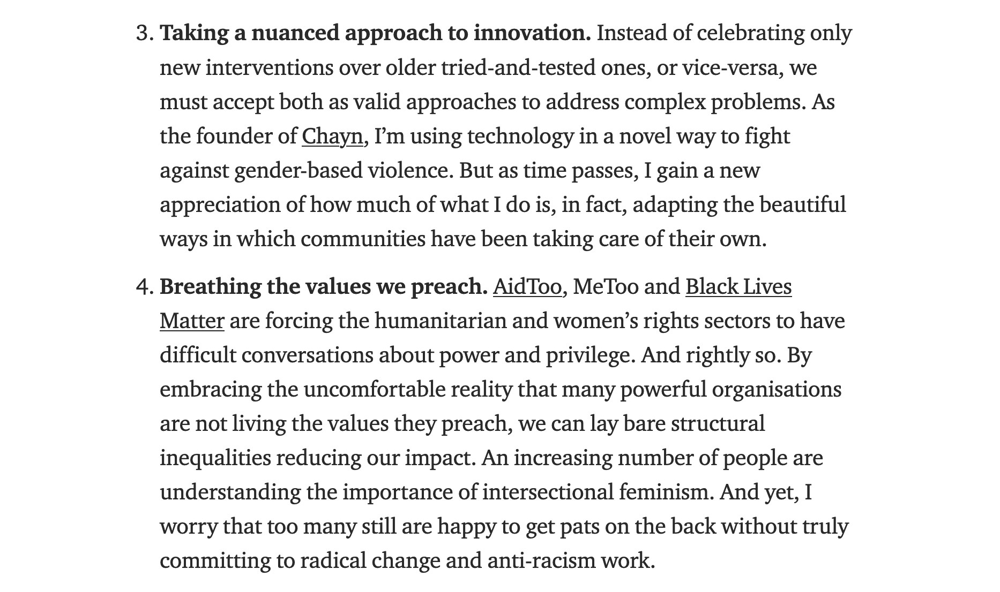 3. Taking a nuanced approach to innovation. Instead of celebrating only
new interventions over older tried-and-tested ones, or vice-versa, we
must accept both as valid approaches to address complex problems. As
the founder of Chayn, I’m using technology in a novel way to fight
against gender-based violence. But as time passes, I gain a new
appreciation of how much of what I do is, in fact, adapting the beautiful
ways in which communities have been taking care of their own.
4. Breathing the values we preach. AidToo, MeToo and Black Lives
Matter are forcing the humanitarian and women’s rights sectors to have
difficult conversations about power and privilege. And rightly so. By
embracing the uncomfortable reality that many powerful organisations
are not living the values they preach, we can lay bare structural
inequalities reducing our impact. An increasing number of people are
understanding the importance of intersectional feminism. And yet, I
worry that too many still are happy to get pats on the back without truly
committing to radical change and anti-racism work.